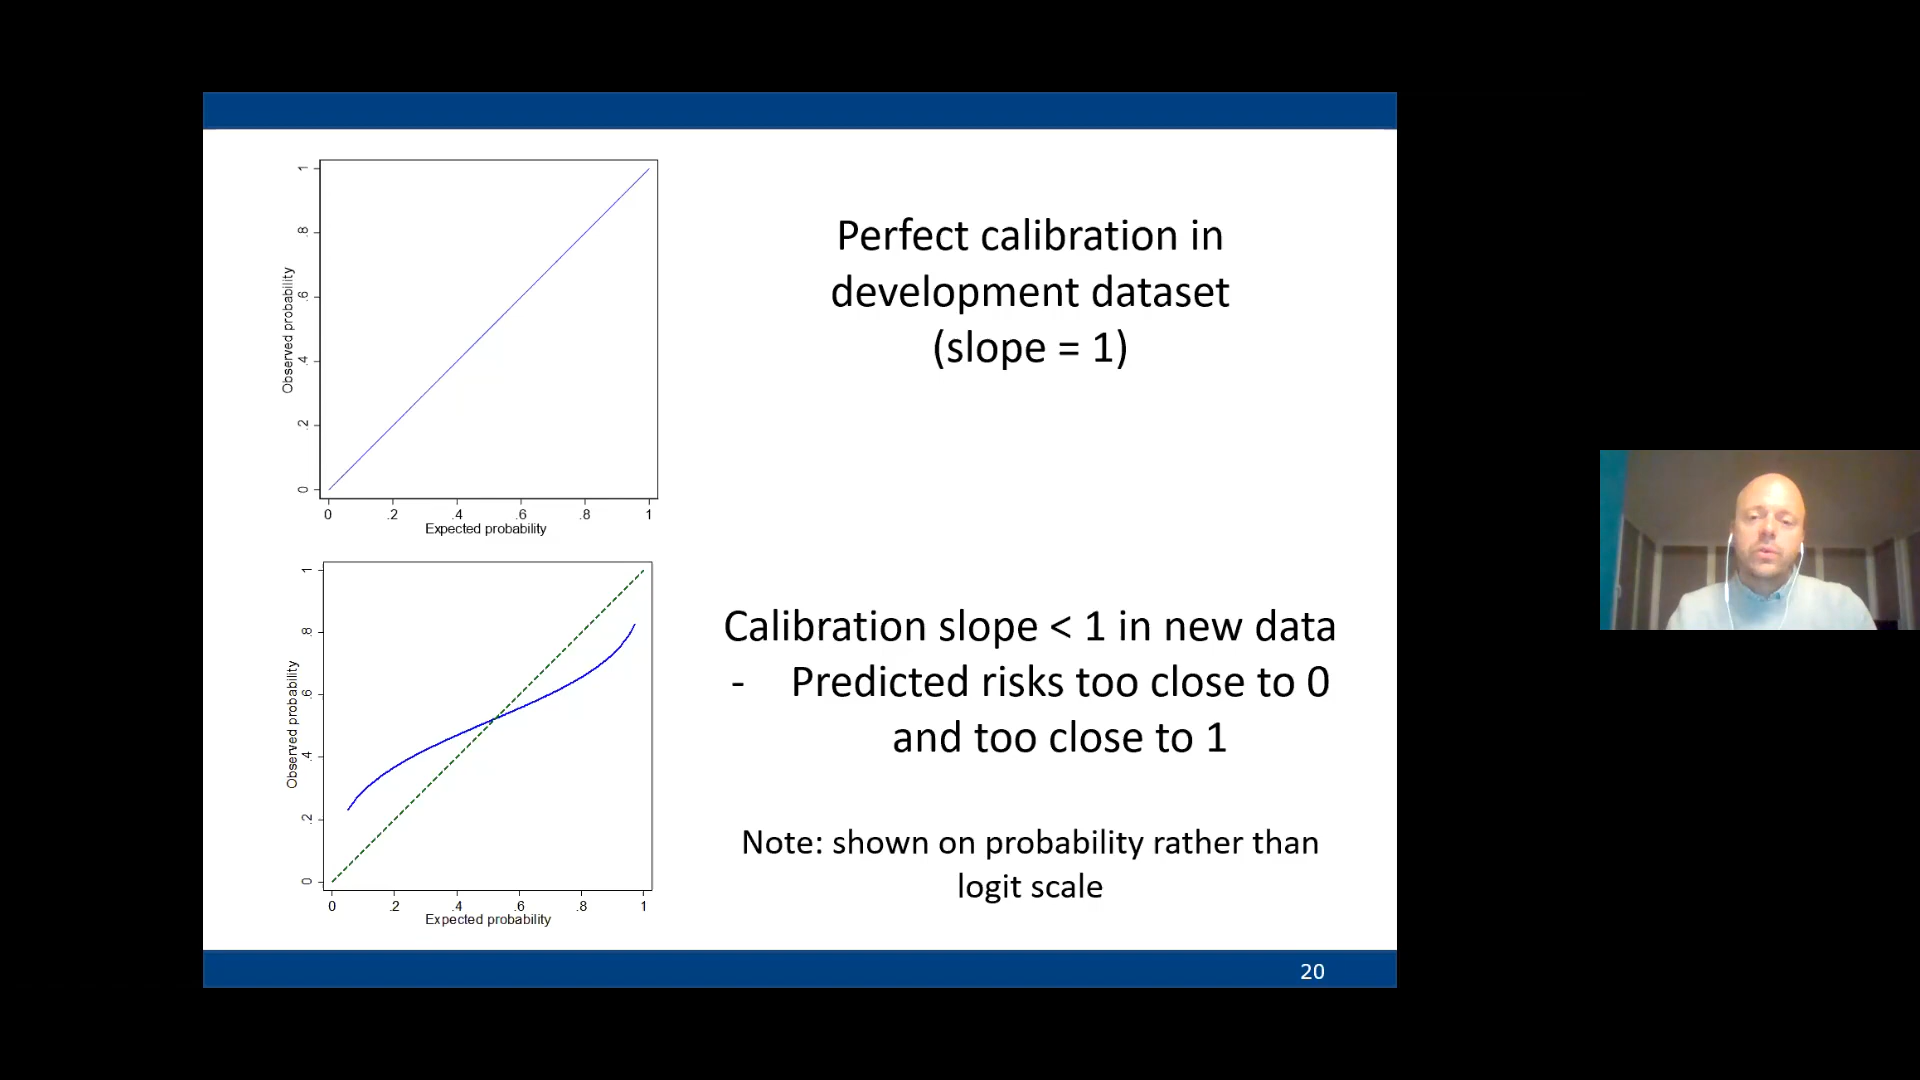 1
.8
.6
.4
.2
0
Observed probability
0 .2 .4 .6 .8 1
Expected probability
Perfect calibration in
development dataset
(slope = 1)
1
.8
.6
.4
.2
0
Observed probability
0 .2 .4 .6 .8 1
Expected probability
Calibration slope < 1 in new data
- Predicted risks too close to 0
and too close to 1
Note: shown on probability rather than
logit scale
20